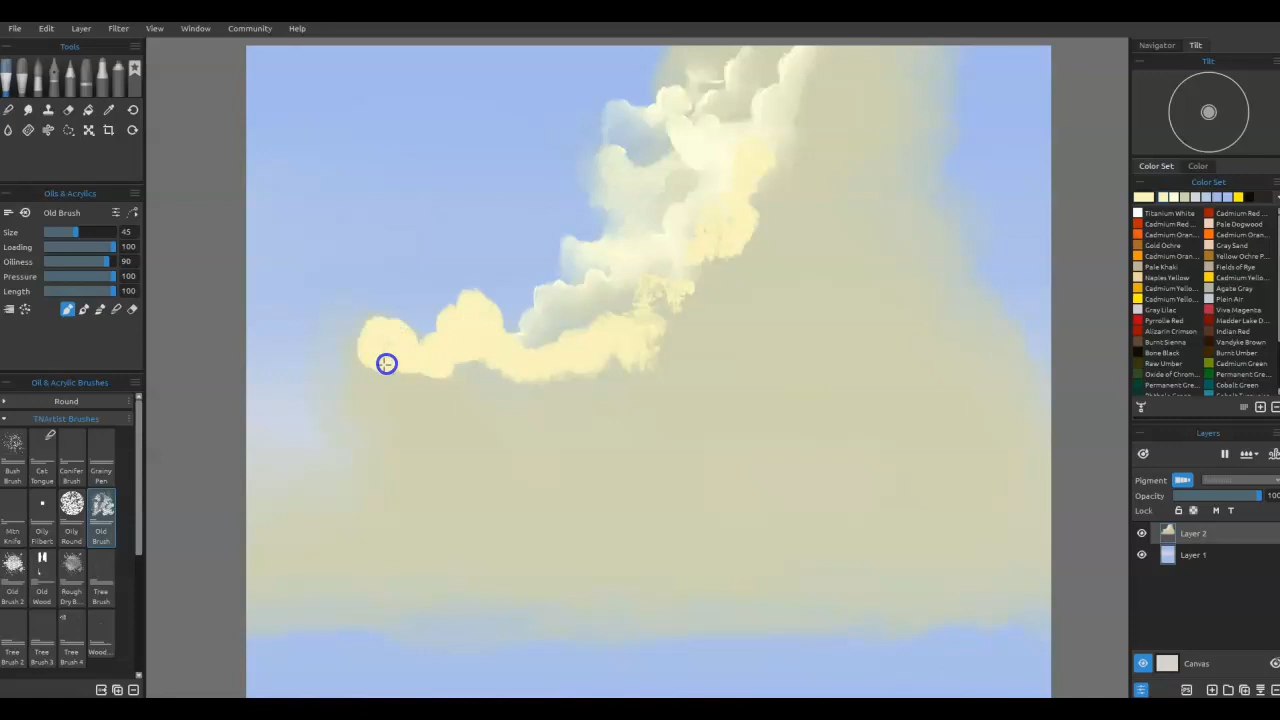 File Edit Layer Filter View Window Community Help
Tools
Oils & Acrylics
Old Brush
Size 45
Loading 100
Oiliness 90
Pressure 100
Length 100
Oil & Acrylic Brushes
Round
TNArtist Brushes
Bush Brush
Cat Tongue
Conifer Brush
Grainy Pen
Mtn Knife
Oily Filbert
Oily Round
Old Brush
Old Brush 2
Old Wood
Rough Dry B...
Tree Brush
Tree Brush 2
Tree Brush 3
Tree Brush 4
Wood...
Navigator Tilt
Tilt
Color Set Color
Color Set
Titanium White Cadmium Red ...
Cadmium Red ... Pale Dogwood
Cadmium Oran... Cadmium Oran...
Gold Ochre Gray Sand
Cadmium Oran... Yellow Ochre P...
Pale Khaki Fields of Rye
Naples Yellow Cadmium Yello...
Cadmium Yello... Agate Gray
Cadmium Yello... Plein Air
Gray Lilac Viva Magenta
Pyrrolle Red Madder Lake D...
Alizarin Crimson Indian Red
Burnt Sienna Cadmium Yello...
Bone Black Burnt Umber
Raw Umber Cadmium Green
Oxide of Chrom... Permanent Gre...
Permanent Gre... Cobalt Green
Layers
Pigment
Opacity 100
Lock M T
Layer 2
Layer 1
Canvas